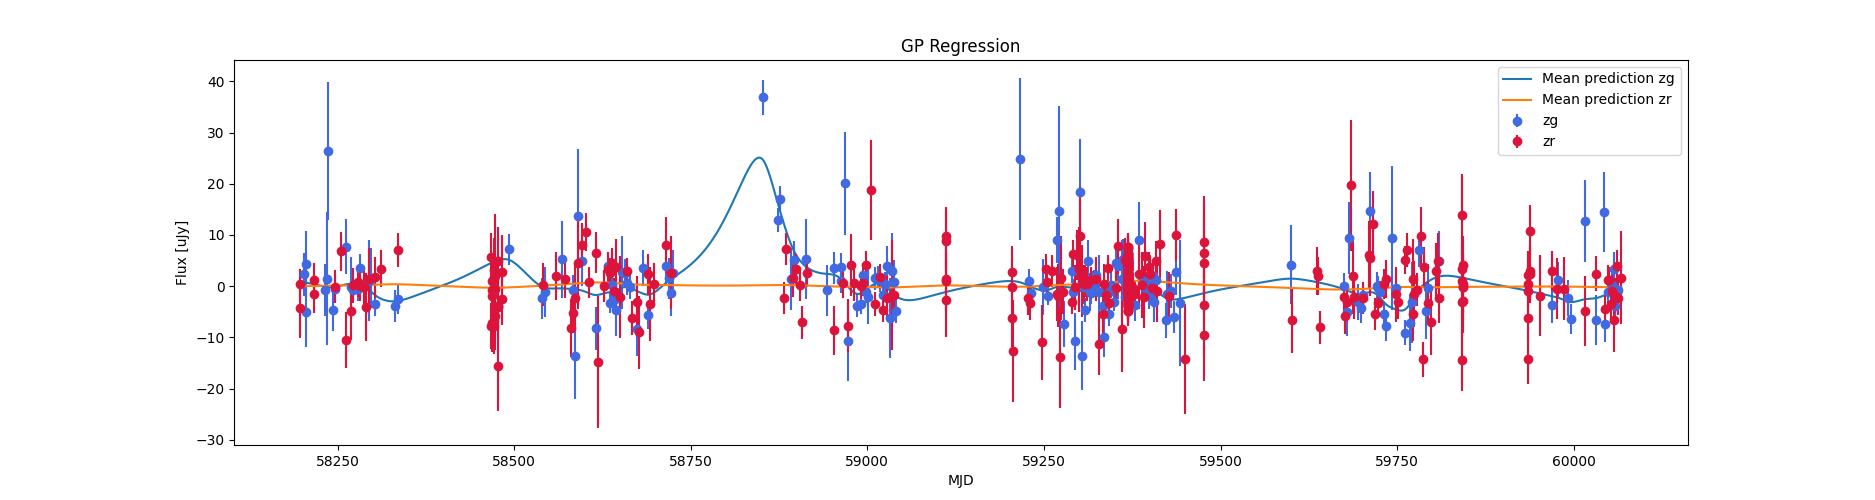 GP Regression
Flux [uJy]
40
30
20
10
0
−10
−20
−30
58250 58500 58750 59000 59250 59500 59750 60000
MJD
Mean prediction zg
Mean prediction zr
zg
zr